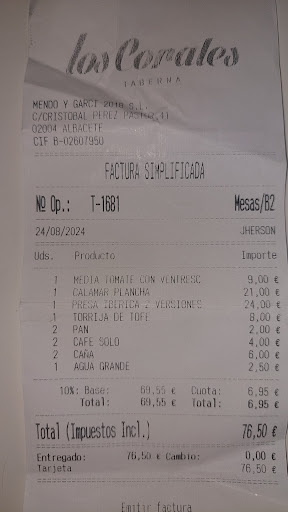 los Corales
TABERNA
MENDO Y GARCI 2010 S.L.
C/CRISTOBAL PEREZ PASTOR,
02004 ALBACETE
CIF B-02607950
FACTURA SIMPLIFICADA
Nº Op.: T-1681 Mesas/B2
24/08/2024 JHERSON
Uds. Producto Importe
1 MEDIA TOMATE CON VENTRESC 9,00 €
1 CALAMAR PLANCHA 21,00 €
1 PRESA IBERICA 2 VERSIONES 24,00 €
1 TORRIJA DE TOFE 8,00 €
2 PAN 2,00 €
2 CAFE SOLO 4,00 €
2 CAÑA 6,00 €
1 AGUA GRANDE 2,50 €
10%: Base: 69,55 € Cuota: 6,95 €
Total: 69,55 € Total: 6,95 €
Total (Impuestos Incl.) 76,50 €
Entregado: 76,50 € Cambio: 0,00 €
Tarjeta 76,50 €
Emitar factura